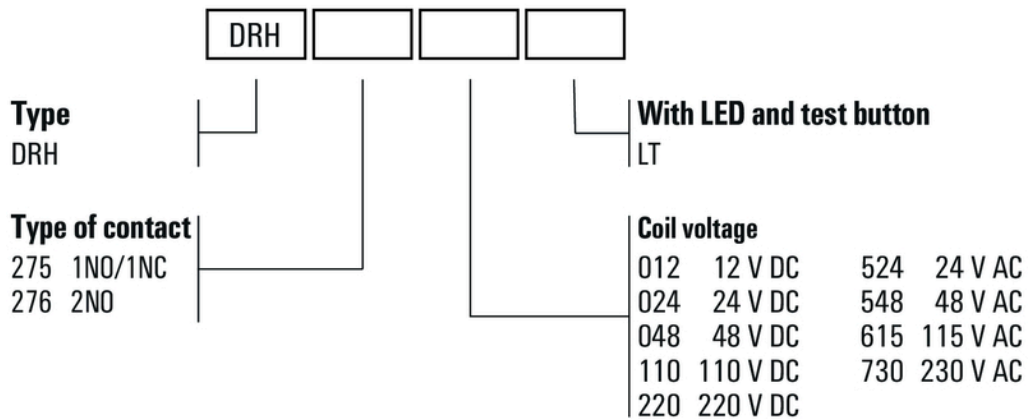 DRH
Type
DRH
With LED and test button
LT
Type of contact
275 1NO/1NC
276 2NO
Coil voltage
012 12 V DC 524 24 V AC
024 24 V DC 548 48 V AC
048 48 V DC 615 115 V AC
110 110 V DC 730 230 V AC
220 220 V DC